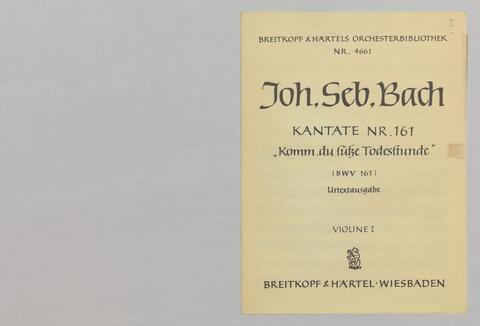 BREITKOPF & HÄRTELS ORCHESTERBIBLIOTHEK
NR. 4661
Joh. Seb. Bach
KANTATE NR. 161
„Komm, du süße Todesstunde"
(BWV 161)
Urtextausgabe
VIOLINE I
BREITKOPF & HÄRTEL · WIESBADEN